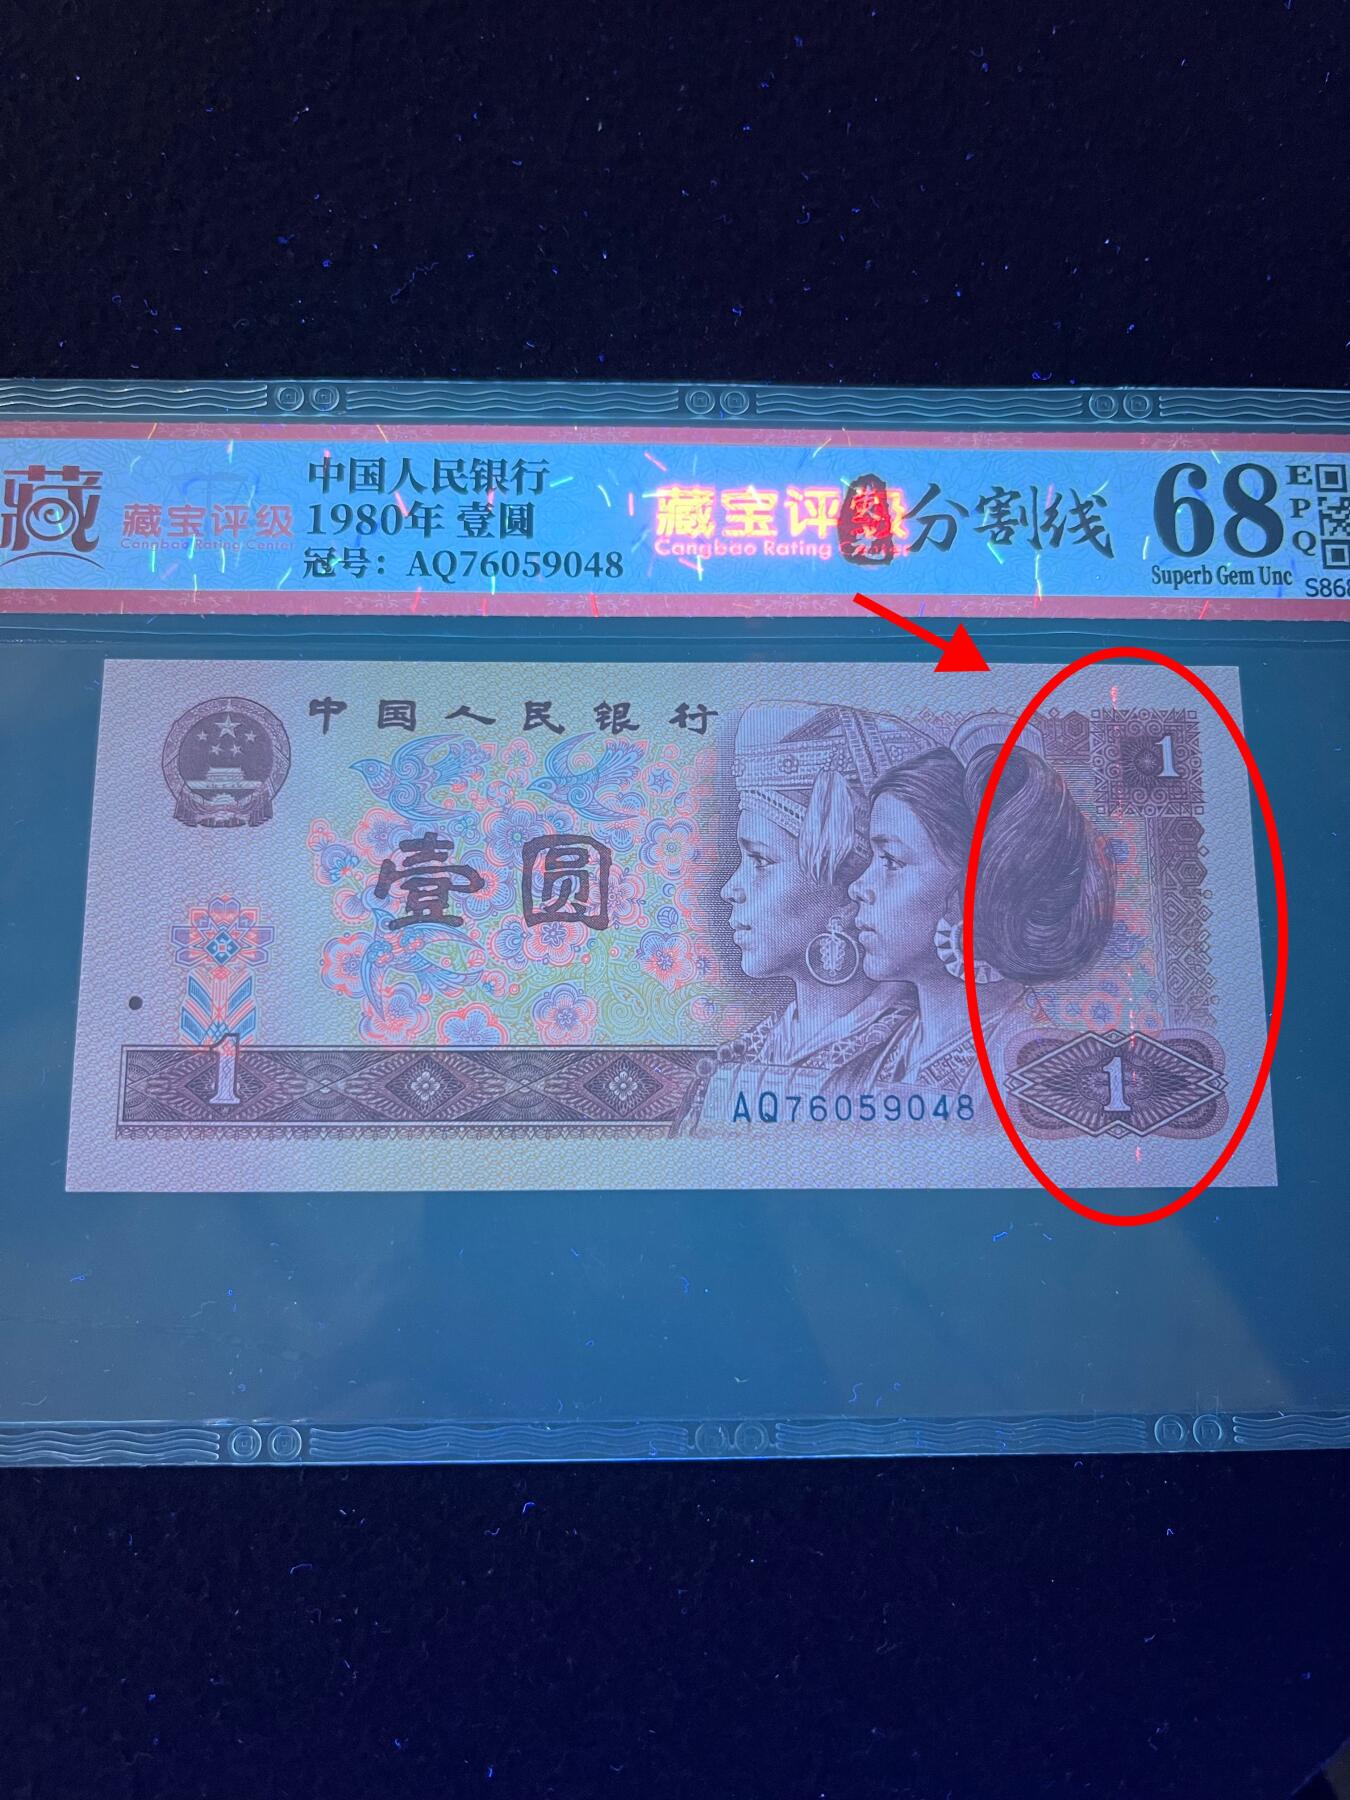 藏
藏宝评级
Cangbao Rating Center
中国人民银行
1980年 壹圆
冠号：AQ76059048
藏宝评级
Cangbao Rating Center
分割线
68
EPQ
Superb Gem Unc
S868
中国人民银行
1
壹圆
1
AQ76059048
1